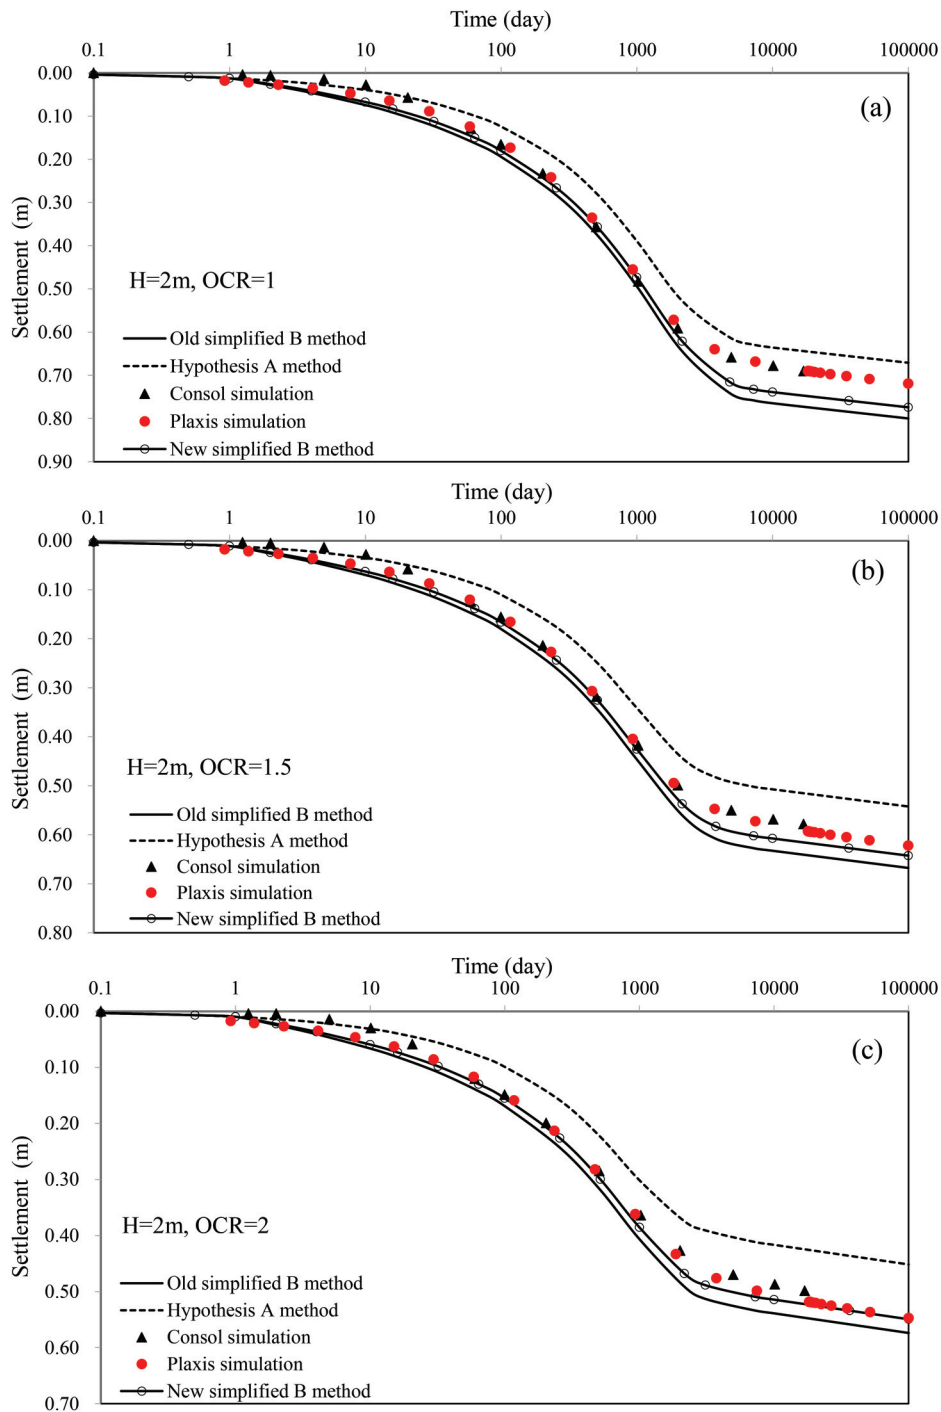 Time (day)
0.1 1 10 100 1000 10000 100000
0.00
0.10
0.20
0.30
0.40
0.50
0.60
0.70
0.80
0.90
Settlement (m)
(a)
H=2m, OCR=1
Old simplified B method
Hypothesis A method
Consol simulation
Plaxis simulation
New simplified B method
Time (day)
0.1 1 10 100 1000 10000 100000
0.00
0.10
0.20
0.30
0.40
0.50
0.60
0.70
0.80
Settlement (m)
(b)
H=2m, OCR=1.5
Old simplified B method
Hypothesis A method
Consol simulation
Plaxis simulation
New simplified B method
Time (day)
0.1 1 10 100 1000 10000 100000
0.00
0.10
0.20
0.30
0.40
0.50
0.60
0.70
Settlement (m)
(c)
H=2m, OCR=2
Old simplified B method
Hypothesis A method
Consol simulation
Plaxis simulation
New simplified B method